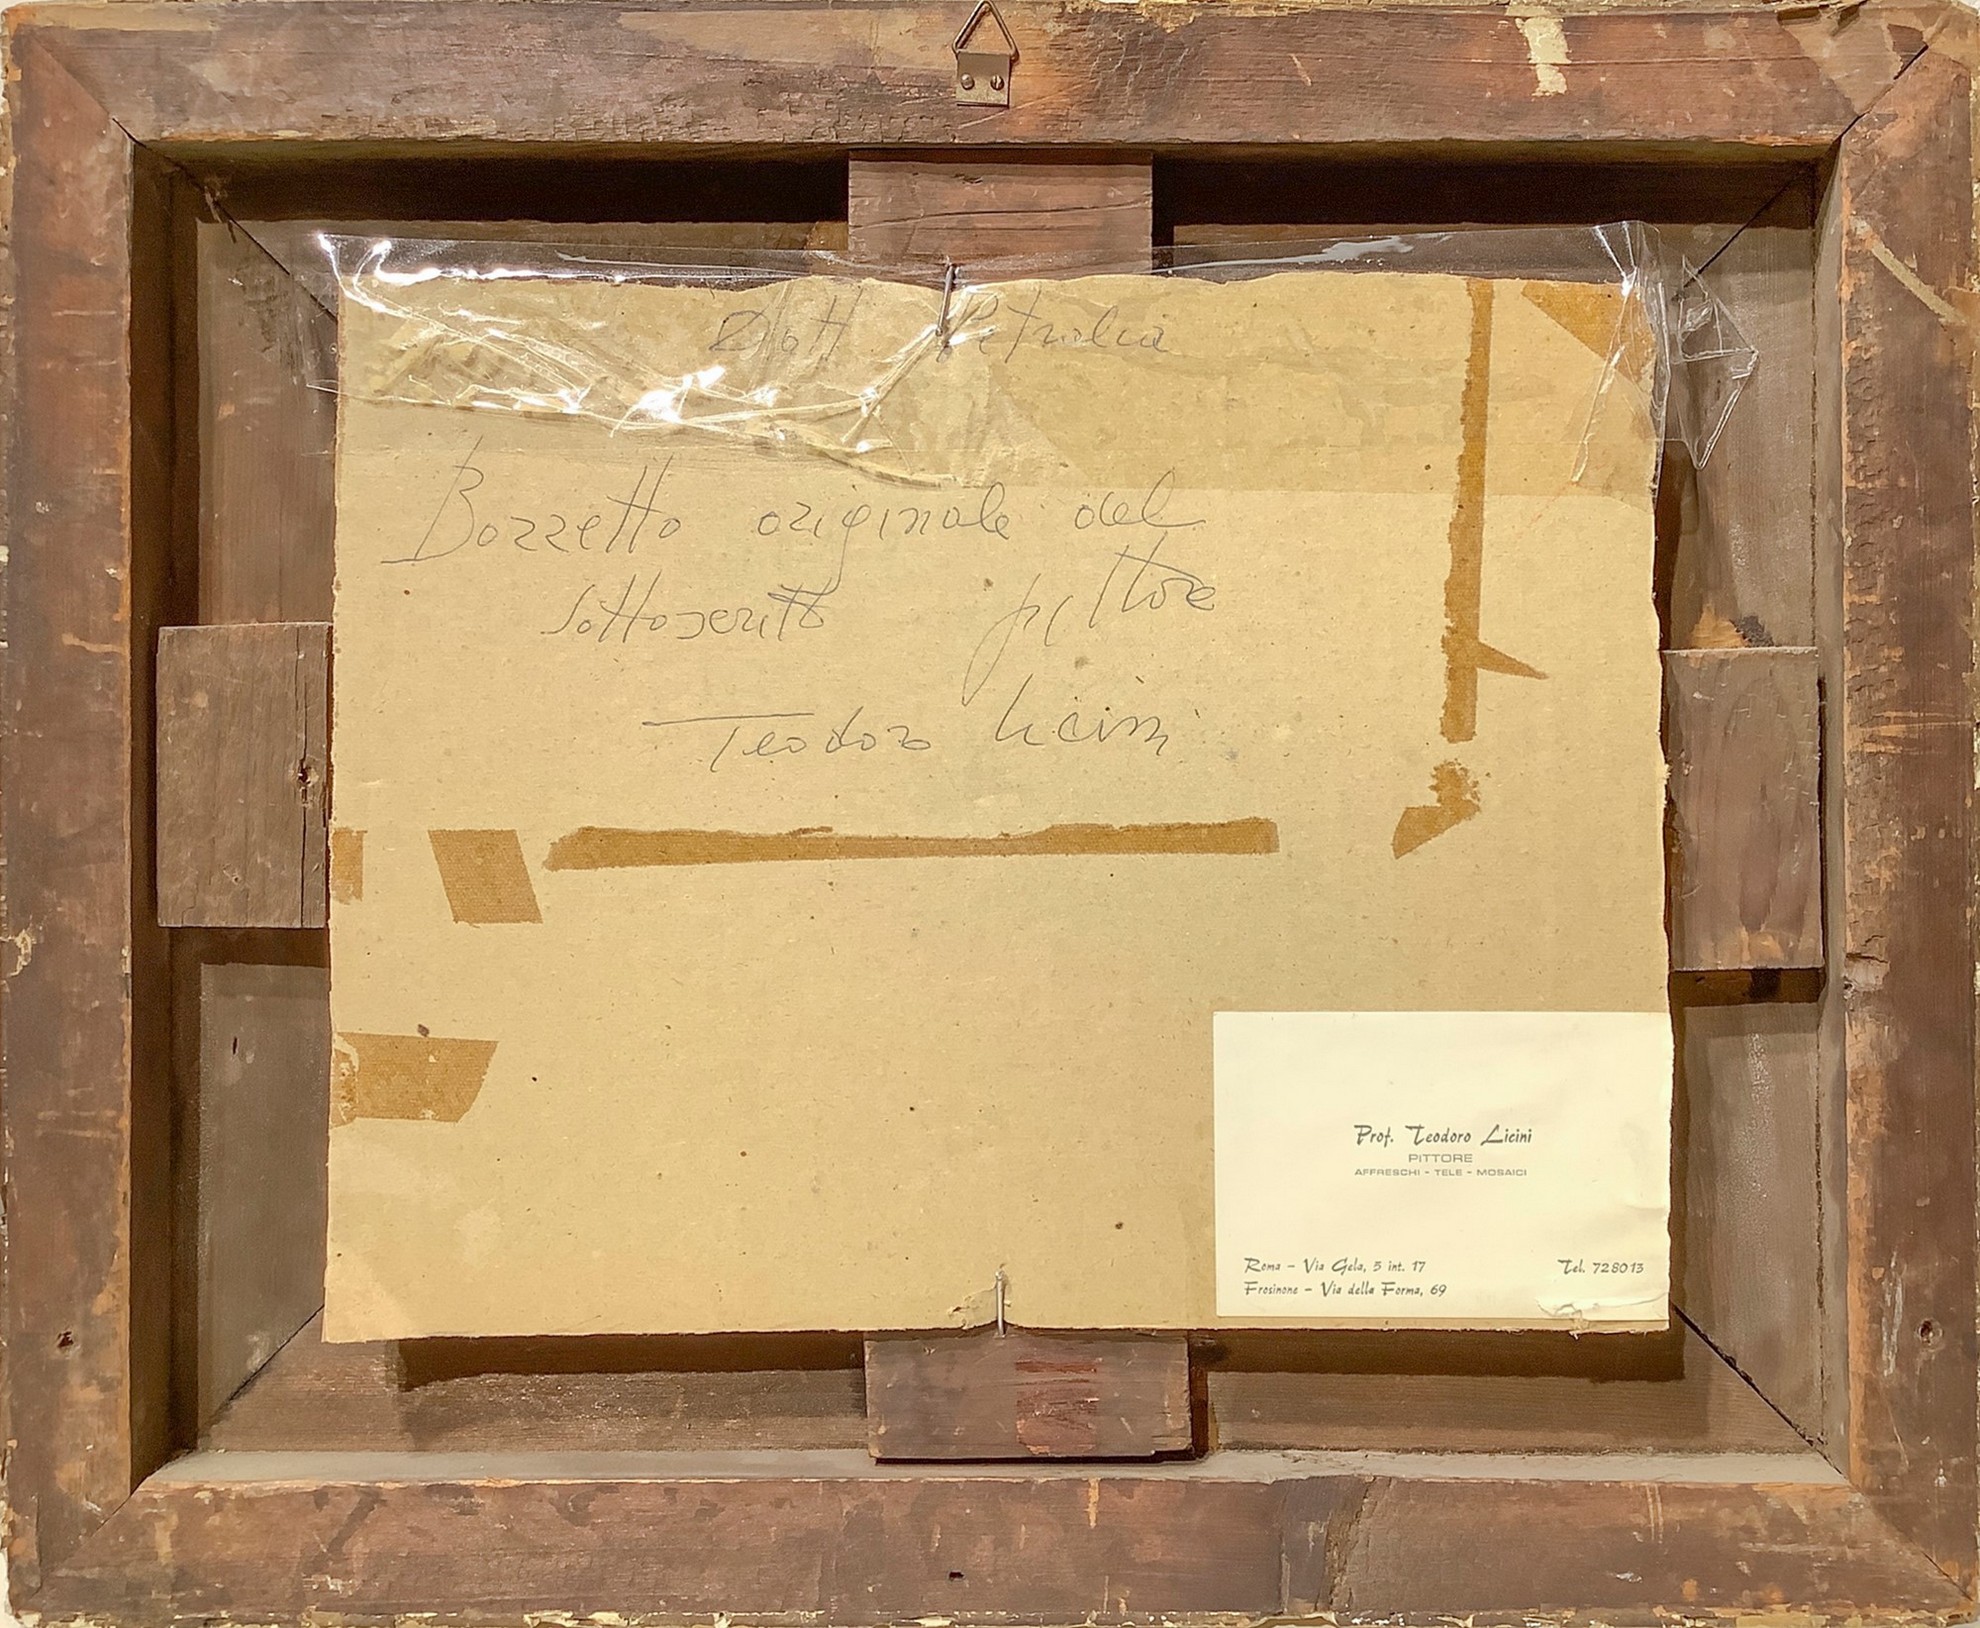 Dott Petralia
Bozzetto originale del
sottoscritto pittore
Teodoro Licini
Prof. Teodoro Licini
PITTORE
AFFRESCHI - TELE - MOSAICI
Roma - Via Gela, 5 int. 17 Tel. 728013
Frosinone - Via della Forma, 69